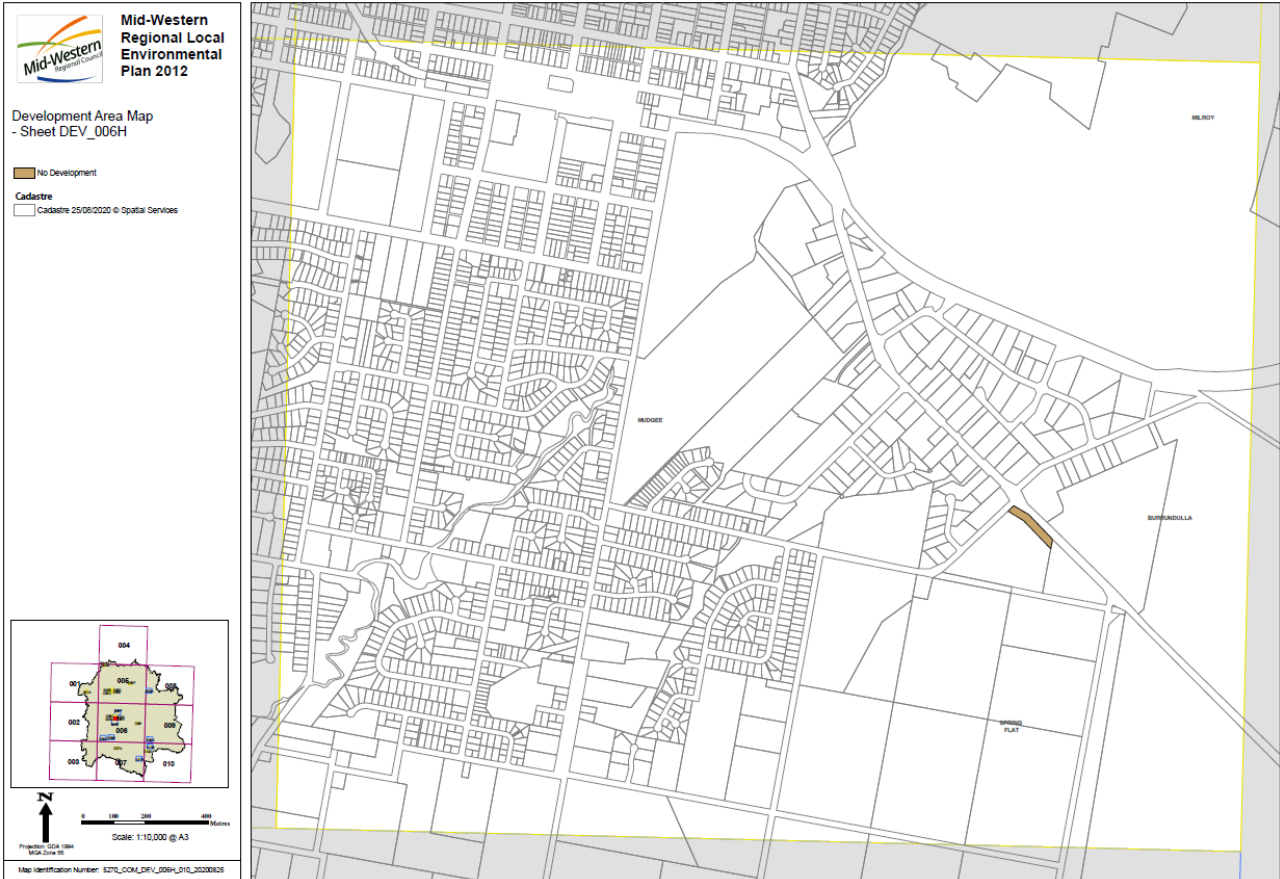 Mid-Western
Regional Council
Mid-Western
Regional Local
Environmental
Plan 2012
Development Area Map
- Sheet DEV_006H
No Development
Cadastre
Cadastre 25/08/2020 © Spatial Services
004
001
005
002
006
009
003
007
010
N
0 100 200 400
Metres
Scale: 1:10,000 @ A3
Projection: GDA 1994
MGA Zone 55
Map Identification Number: 5270_COM_DEV_006H_010_20200825
MILROY
MUDGEE
BURRUNDULLA
SPRING
FLAT